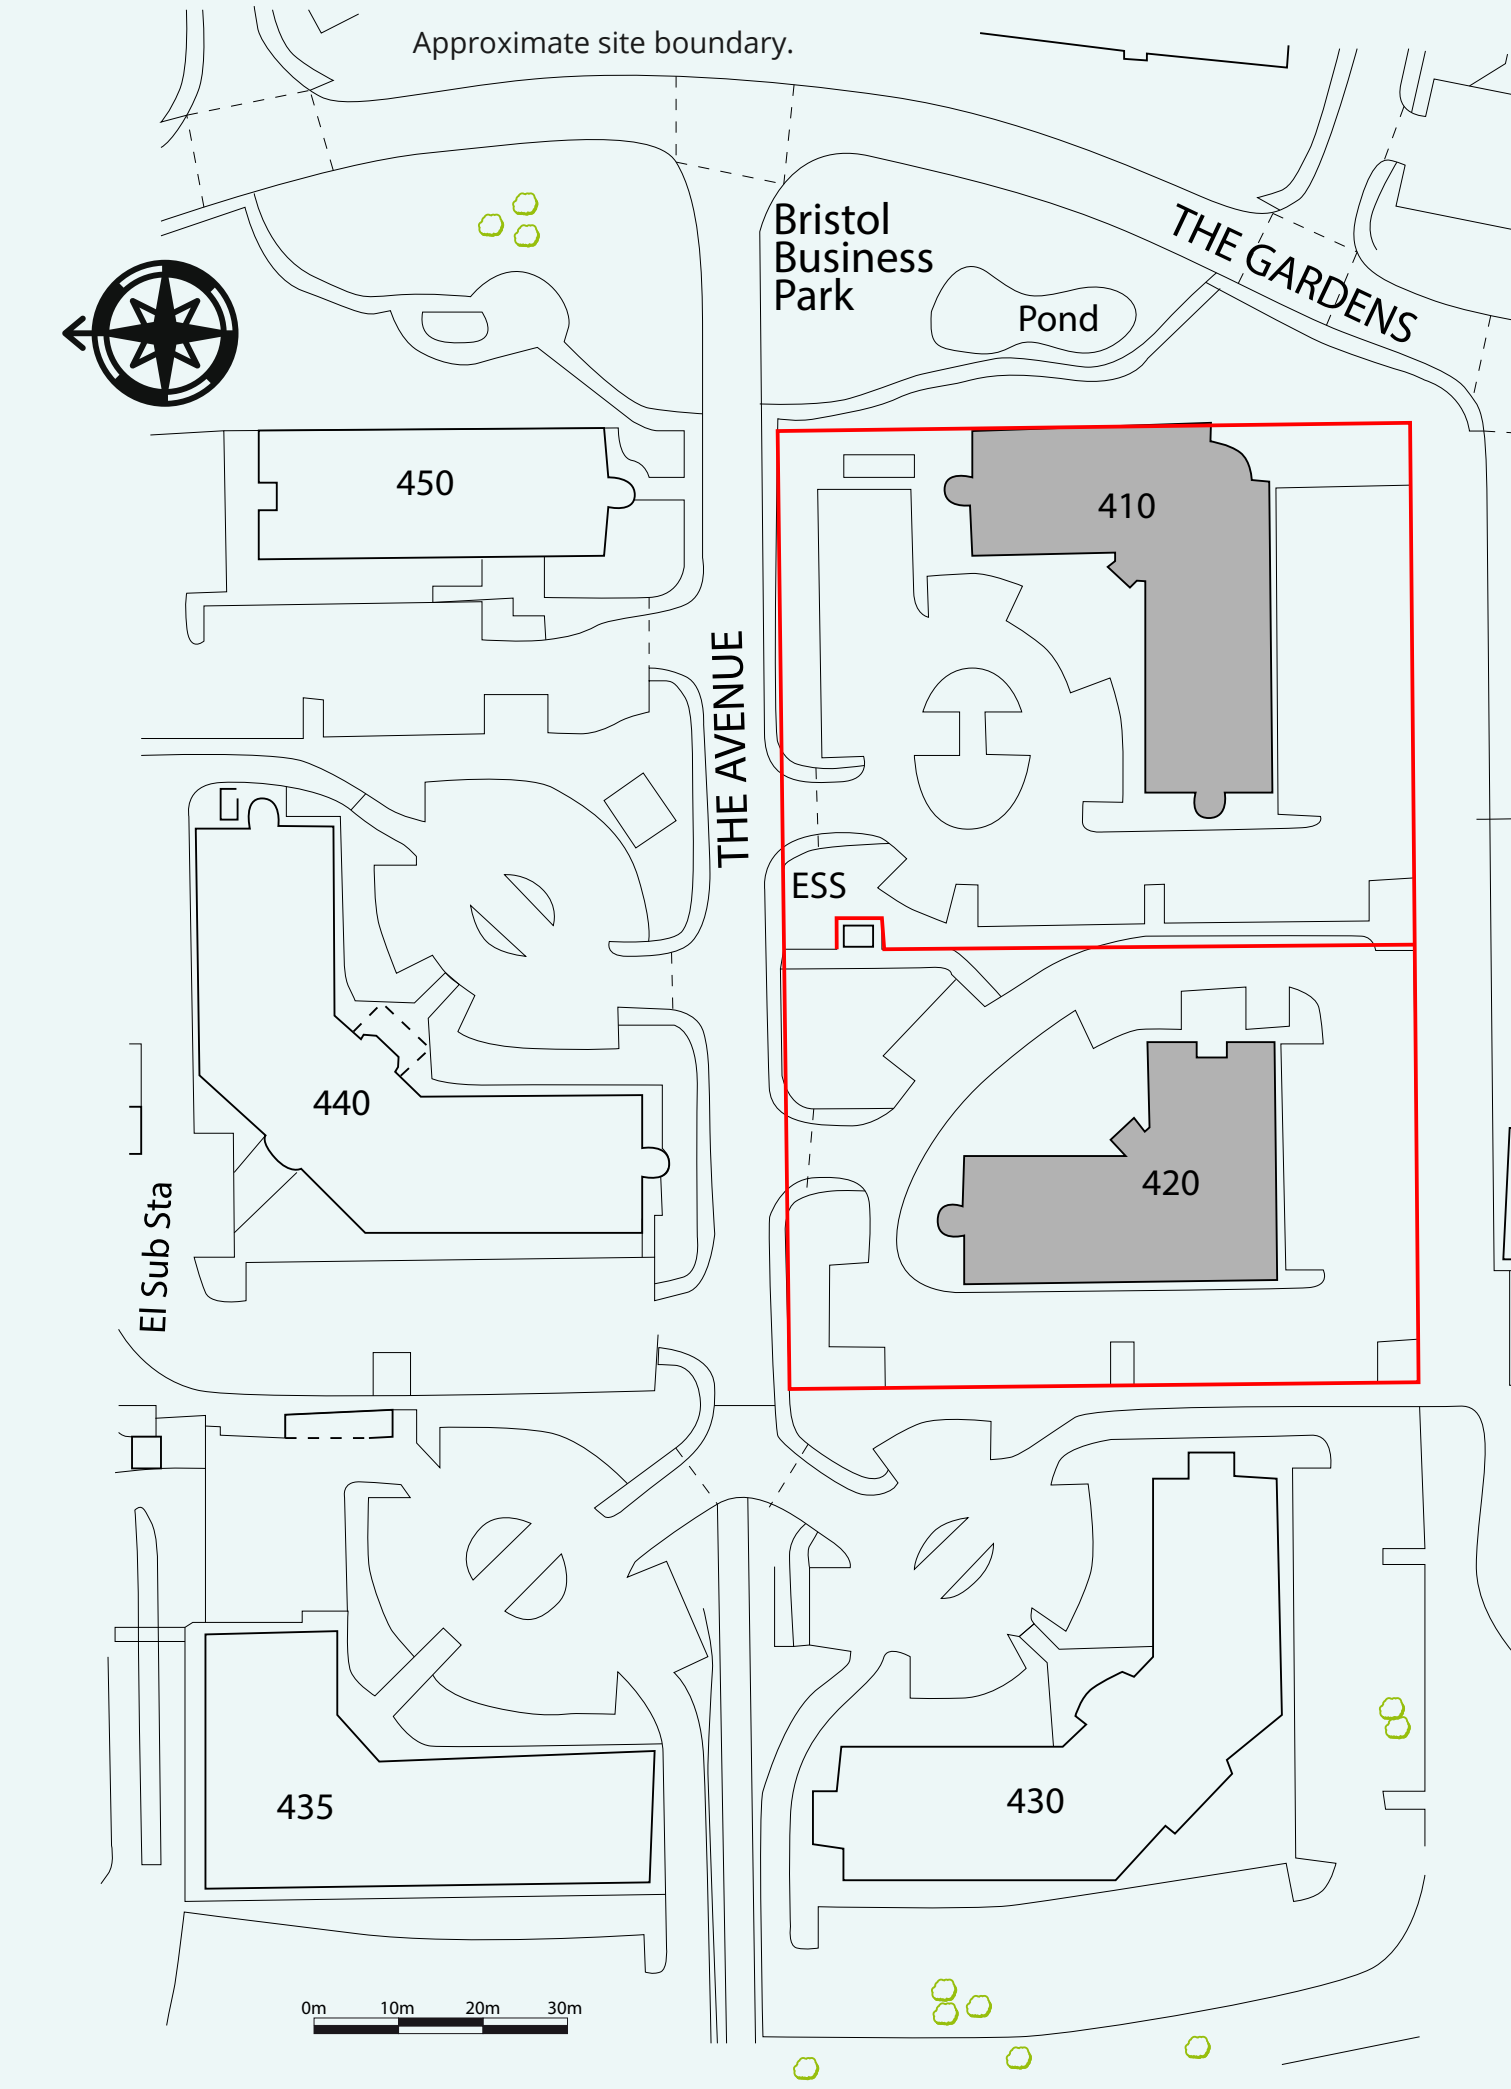 Approximate site boundary.
Bristol
Business
Park
THE GARDENS
Pond
450
410
THE AVENUE
ESS
440
420
El Sub Sta
435
430
0m 10m 20m 30m